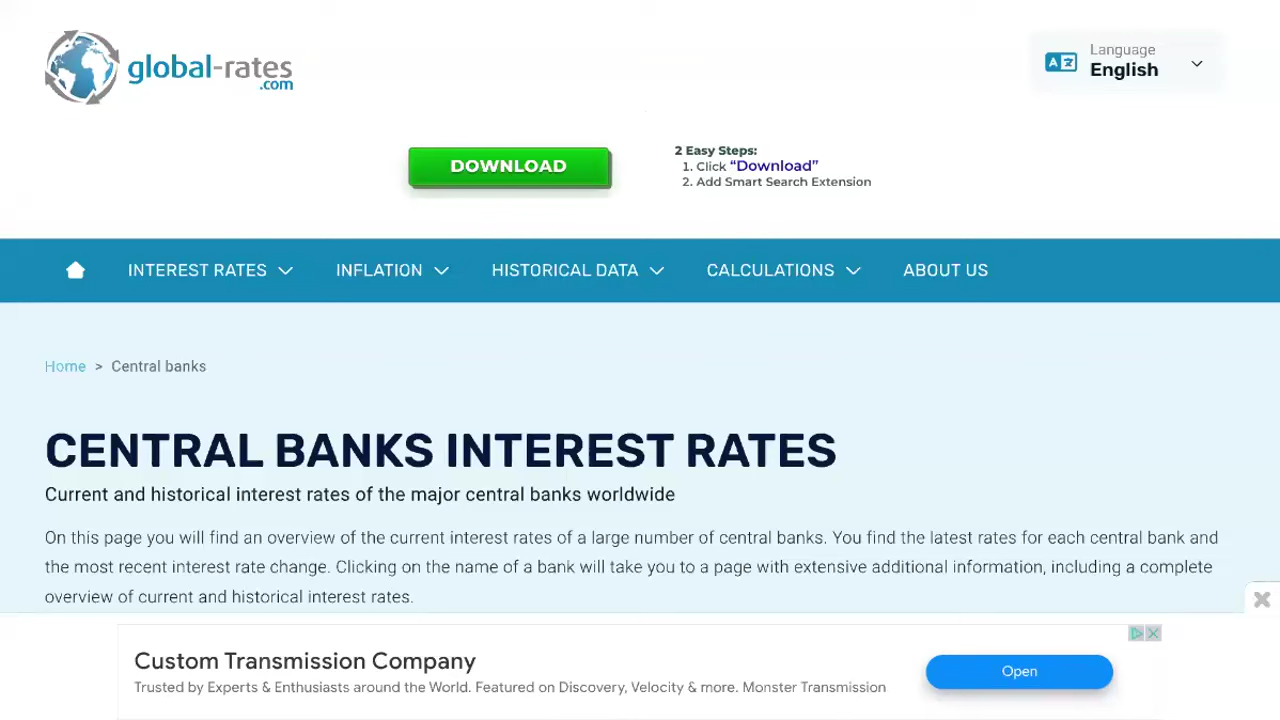 global-rates
.com
Language
English
DOWNLOAD
2 Easy Steps:
1. Click “Download”
2. Add Smart Search Extension
INTEREST RATES
INFLATION
HISTORICAL DATA
CALCULATIONS
ABOUT US
Home > Central banks
CENTRAL BANKS INTEREST RATES
Current and historical interest rates of the major central banks worldwide
On this page you will find an overview of the current interest rates of a large number of central banks. You find the latest rates for each central bank and
the most recent interest rate change. Clicking on the name of a bank will take you to a page with extensive additional information, including a complete
overview of current and historical interest rates.
Custom Transmission Company
Trusted by Experts & Enthusiasts around the World. Featured on Discovery, Velocity & more. Monster Transmission
Open